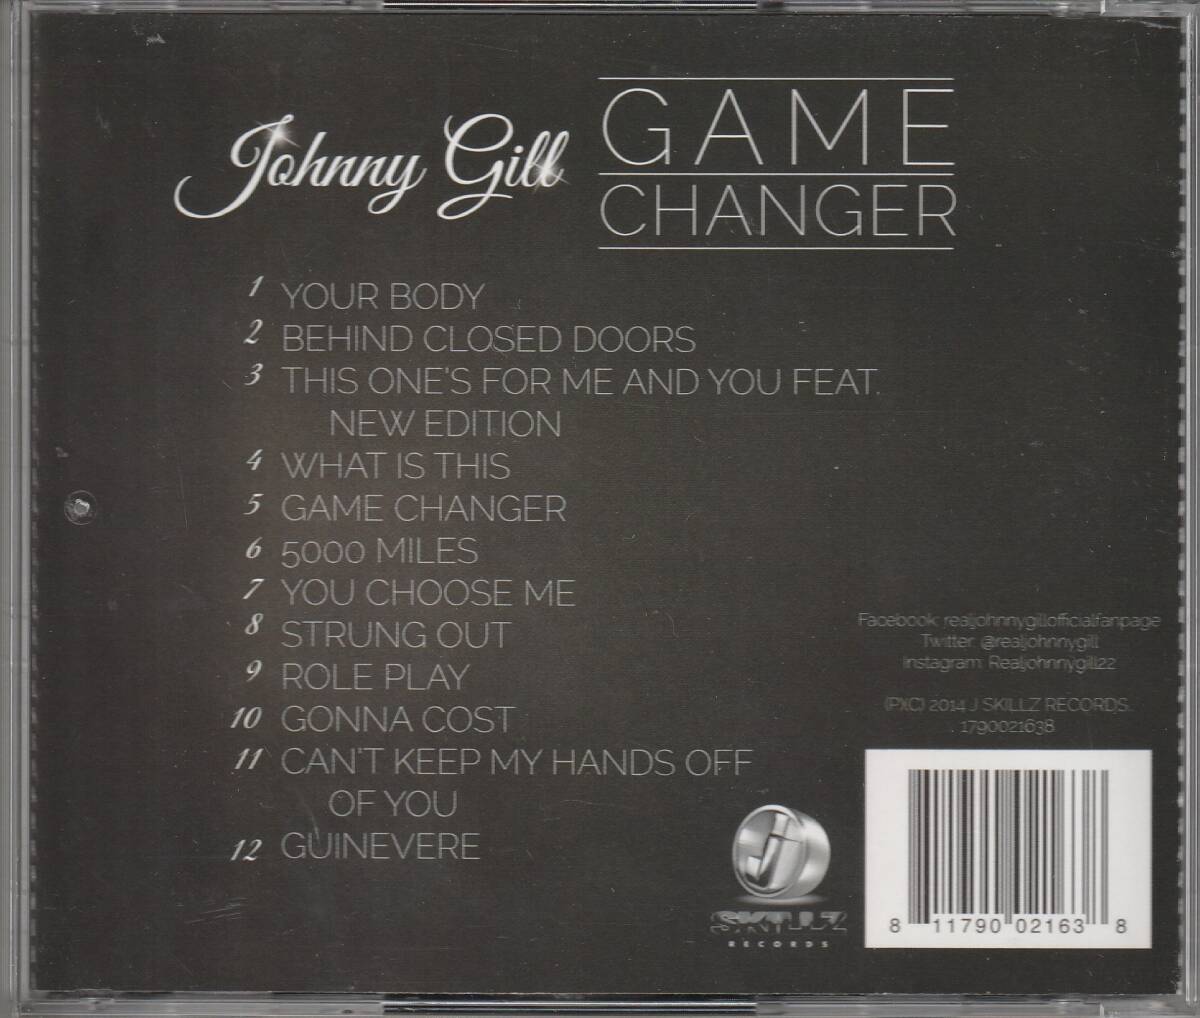 Johnny Gill
GAME
CHANGER
1 YOUR BODY
2 BEHIND CLOSED DOORS
3 THIS ONE'S FOR ME AND YOU FEAT.
NEW EDITION
4 WHAT IS THIS
5 GAME CHANGER
6 5000 MILES
7 YOU CHOOSE ME
8 STRUNG OUT
9 ROLE PLAY
10 GONNA COST
11 CAN'T KEEP MY HANDS OFF
OF YOU
12 GUINEVERE
Facebook: realjohnnygillofficialfanpage
Twitter: @realjohnnygill
Instagram: Realjohnnygill22
(P)(C) 2014 J SKILLZ RECORDS.
. 1790021638
J
SKILLZ
RECORDS
8 11790 02163 8